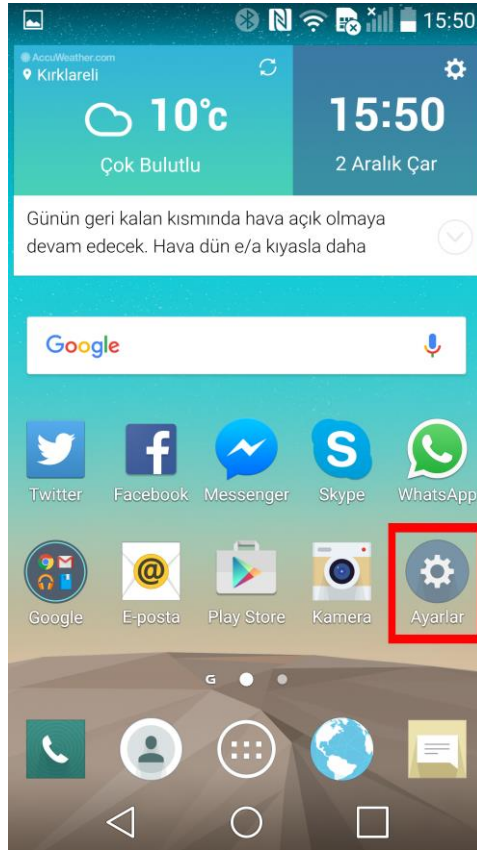 15:50
AccuWeather.com
Kırklareli
10°c
15:50
Çok Bulutlu
2 Aralık Çar
Günün geri kalan kısmında hava açık olmaya
devam edecek. Hava dün e/a kıyasla daha
Google
Twitter Facebook Messenger Skype WhatsApp
Google E-posta Play Store Kamera Ayarlar
G